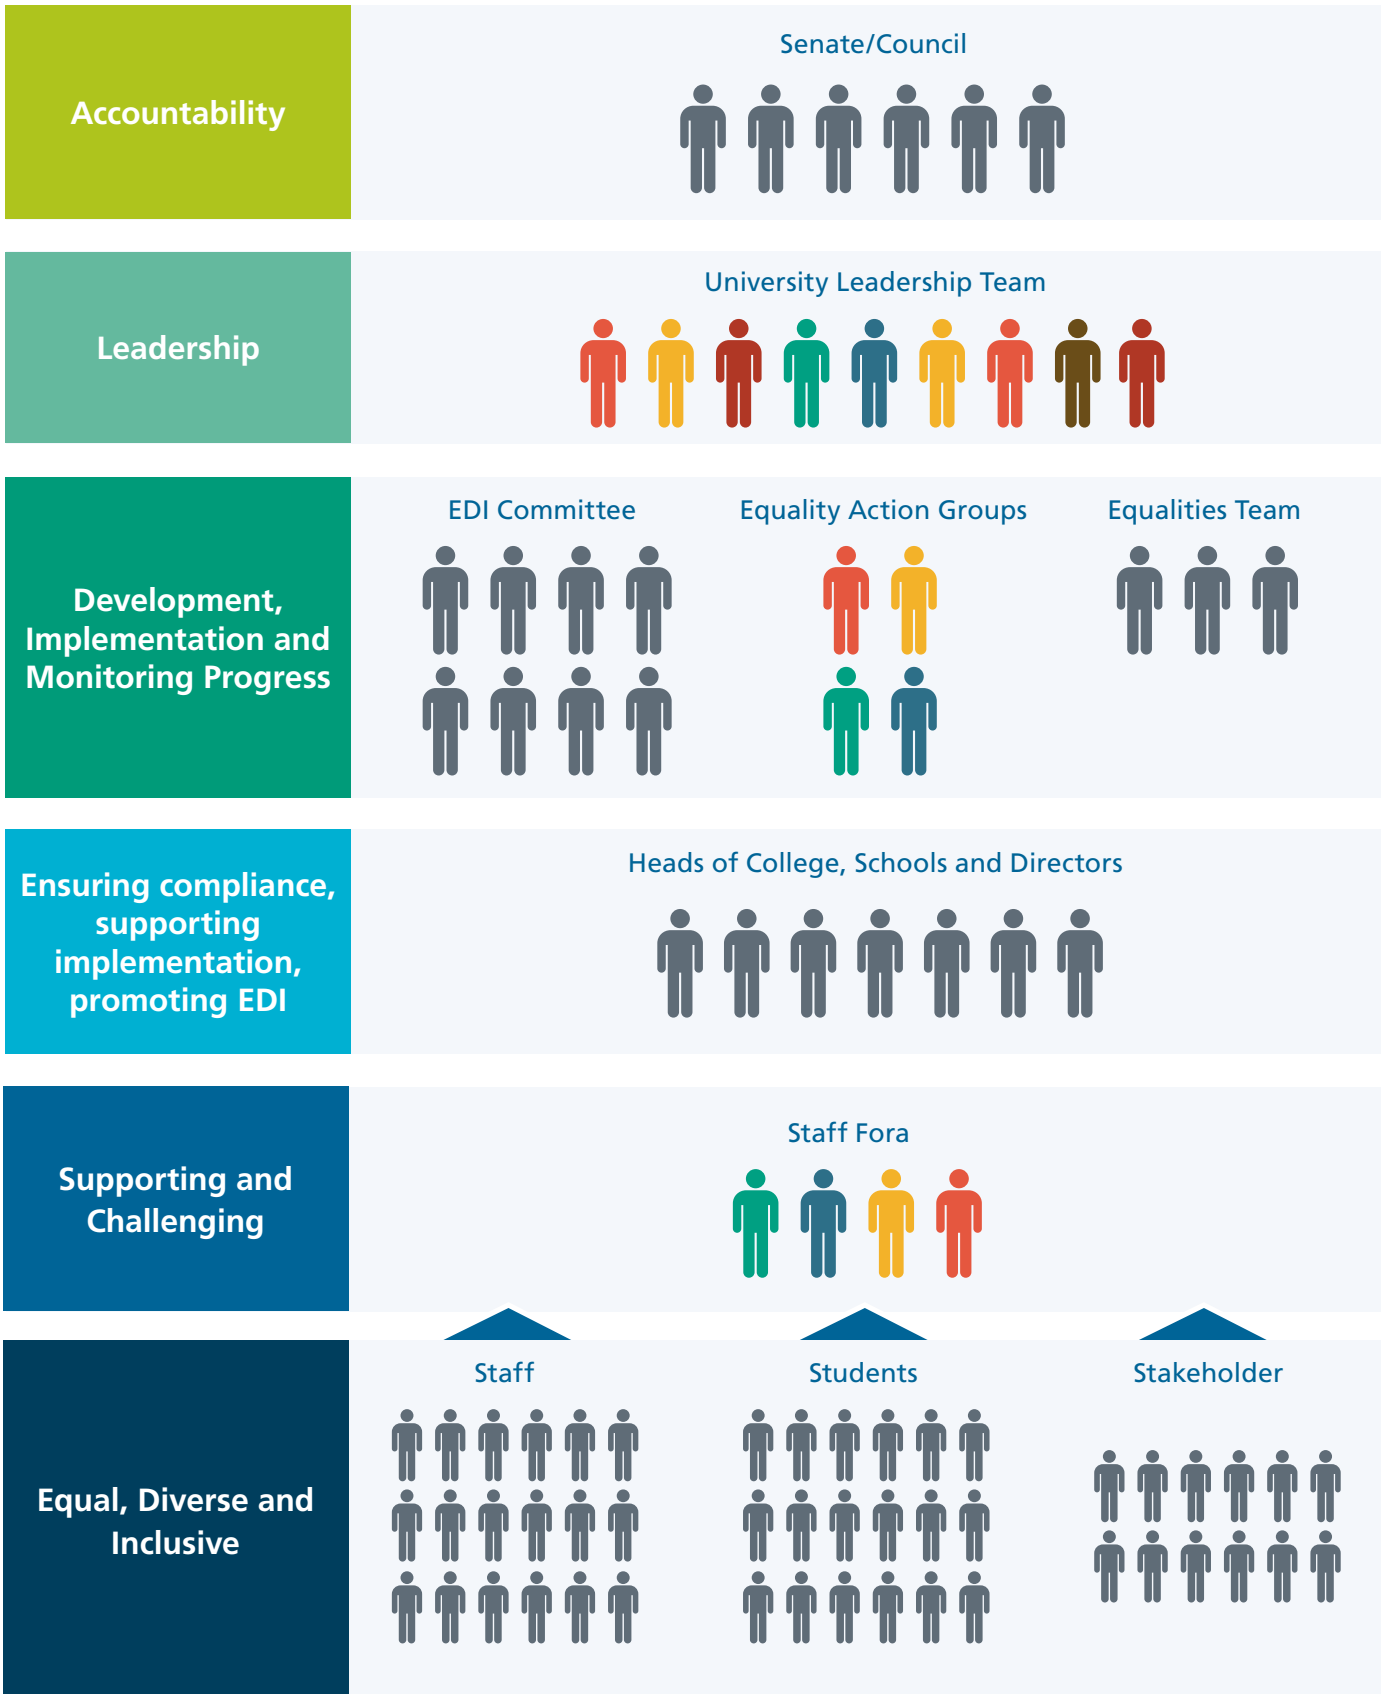 Accountability
Senate/Council
Leadership
University Leadership Team
Development,
Implementation and
Monitoring Progress
EDI Committee
Equality Action Groups
Equalities Team
Ensuring compliance,
supporting
implementation,
promoting EDI
Heads of College, Schools and Directors
Supporting and
Challenging
Staff Fora
Equal, Diverse and
Inclusive
Staff
Students
Stakeholder